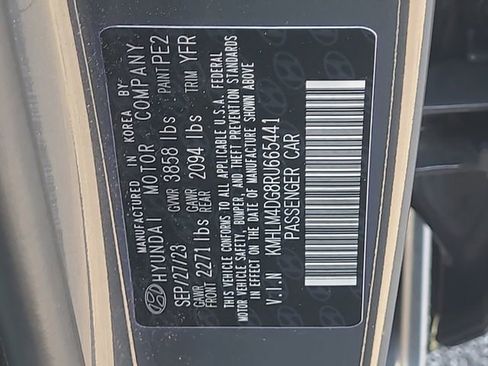 MANUFACTURED IN KOREA BY
HYUNDAI MOTOR COMPANY
SEP/27/23 GVWR 3858 lbs PAINT PE2
GAWR FRONT 2271 lbs GAWR REAR 2094 lbs TRIM YFR
THIS VEHICLE CONFORMS TO ALL APPLICABLE U.S.A. FEDERAL
MOTOR VEHICLE SAFETY, BUMPER, AND THEFT PREVENTION STANDARDS
IN EFFECT ON THE DATE OF MANUFACTURE SHOWN ABOVE
V.I.N KMHLM4DG8RU665441
PASSENGER CAR